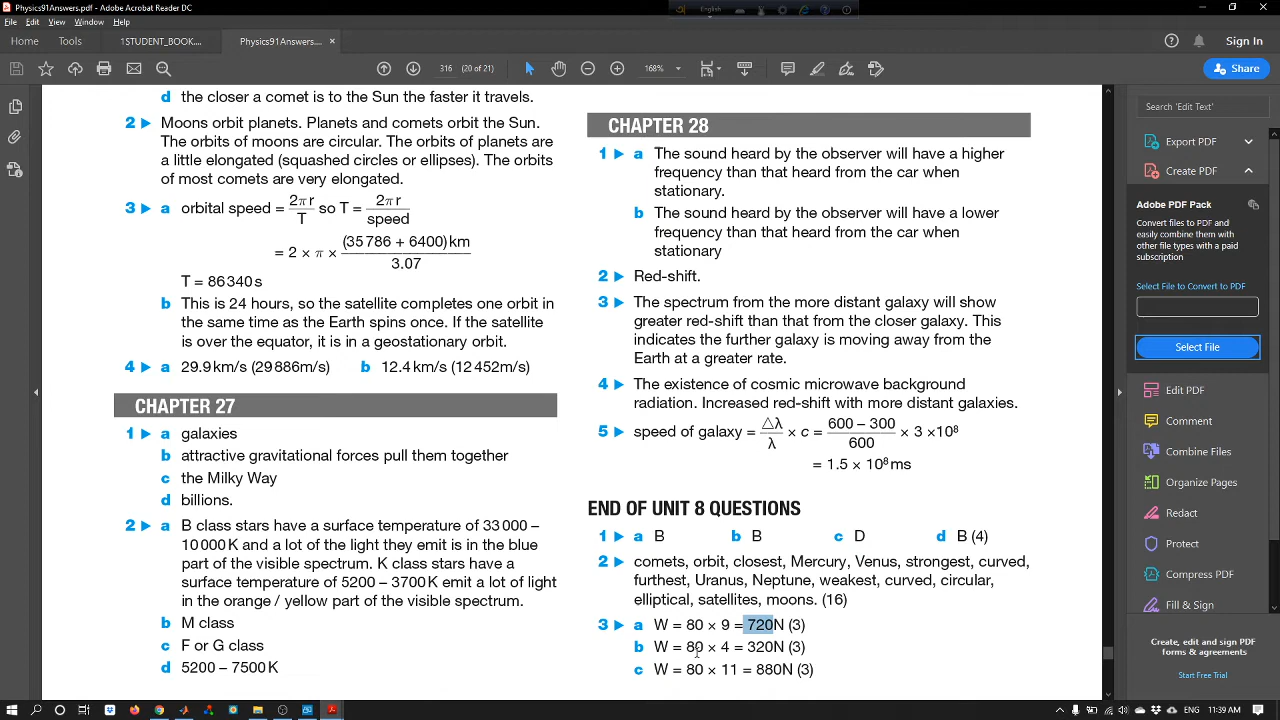 Physics91Answers.pdf - Adobe Acrobat Reader DC
English
Home Tools 1STUDENT_BOOK... Physics91Answers.... × Sign In
316 (20 of 21) 168% Share
d the closer a comet is to the Sun the faster it travels.
2 ▶ Moons orbit planets. Planets and comets orbit the Sun.
The orbits of moons are circular. The orbits of planets are
a little elongated (squashed circles or ellipses). The orbits
of most comets are very elongated.
3 ▶ a orbital speed = 2πr / T so T = 2πr / speed
= 2 × π × (35 786 + 6400) km / 3.07
T = 86 340 s
b This is 24 hours, so the satellite completes one orbit in
the same time as the Earth spins once. If the satellite
is over the equator, it is in a geostationary orbit.
4 ▶ a 29.9 km/s (29 886 m/s) b 12.4 km/s (12 452 m/s)
CHAPTER 27
1 ▶ a galaxies
b attractive gravitational forces pull them together
c the Milky Way
d billions.
2 ▶ a B class stars have a surface temperature of 33 000 –
10 000 K and a lot of the light they emit is in the blue
part of the visible spectrum. K class stars have a
surface temperature of 5200 – 3700 K emit a lot of light
in the orange / yellow part of the visible spectrum.
b M class
c F or G class
d 5200 – 7500 K
CHAPTER 28
1 ▶ a The sound heard by the observer will have a higher
frequency than that heard from the car when
stationary.
b The sound heard by the observer will have a lower
frequency than that heard from the car when
stationary
2 ▶ Red-shift.
3 ▶ The spectrum from the more distant galaxy will show
greater red-shift than that from the closer galaxy. This
indicates the further galaxy is moving away from the
Earth at a greater rate.
4 ▶ The existence of cosmic microwave background
radiation. Increased red-shift with more distant galaxies.
5 ▶ speed of galaxy = △λ / λ × c = 600 – 300 / 600 × 3 ×10⁸
= 1.5 × 10⁸ ms
END OF UNIT 8 QUESTIONS
1 ▶ a B b B c D d B (4)
2 ▶ comets, orbit, closest, Mercury, Venus, strongest, curved,
furthest, Uranus, Neptune, weakest, curved, circular,
elliptical, satellites, moons. (16)
3 ▶ a W = 80 × 9 = 720N (3)
b W = 80 × 4 = 320N (3)
c W = 80 × 11 = 880N (3)
Search 'Edit Text'
Export PDF
Create PDF
Adobe PDF Pack
Convert files to PDF and
easily combine them with
other file types with a paid
subscription.
Select File to Convert to PDF
Select File
Edit PDF
Comment
Combine Files
Organize Pages
Redact
Protect
Compress PDF
Fill & Sign
Create, edit and sign PDF
forms & agreements
Start Free Trial
ENG 11:39 AM